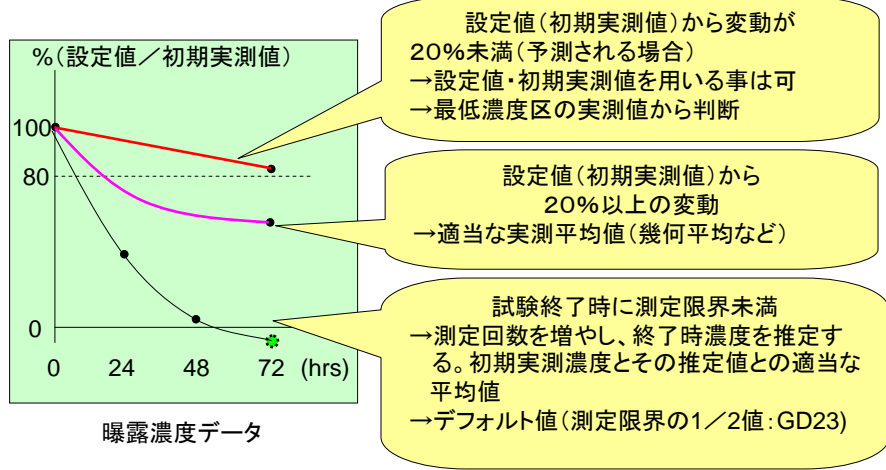 %(設定値/初期実測値)
100
80
0
0 24 48 72 (hrs)
曝露濃度データ
設定値(初期実測値)から変動が
20%未満(予測される場合)
→設定値・初期実測値を用いる事は可
→最低濃度区の実測値から判断
設定値(初期実測値)から
20%以上の変動
→適当な実測平均値(幾何平均など)
試験終了時に測定限界未満
→測定回数を増やし、終了時濃度を推定す
る。初期実測濃度とその推定値との適当な
平均値
→デフォルト値(測定限界の1/2値:GD23)